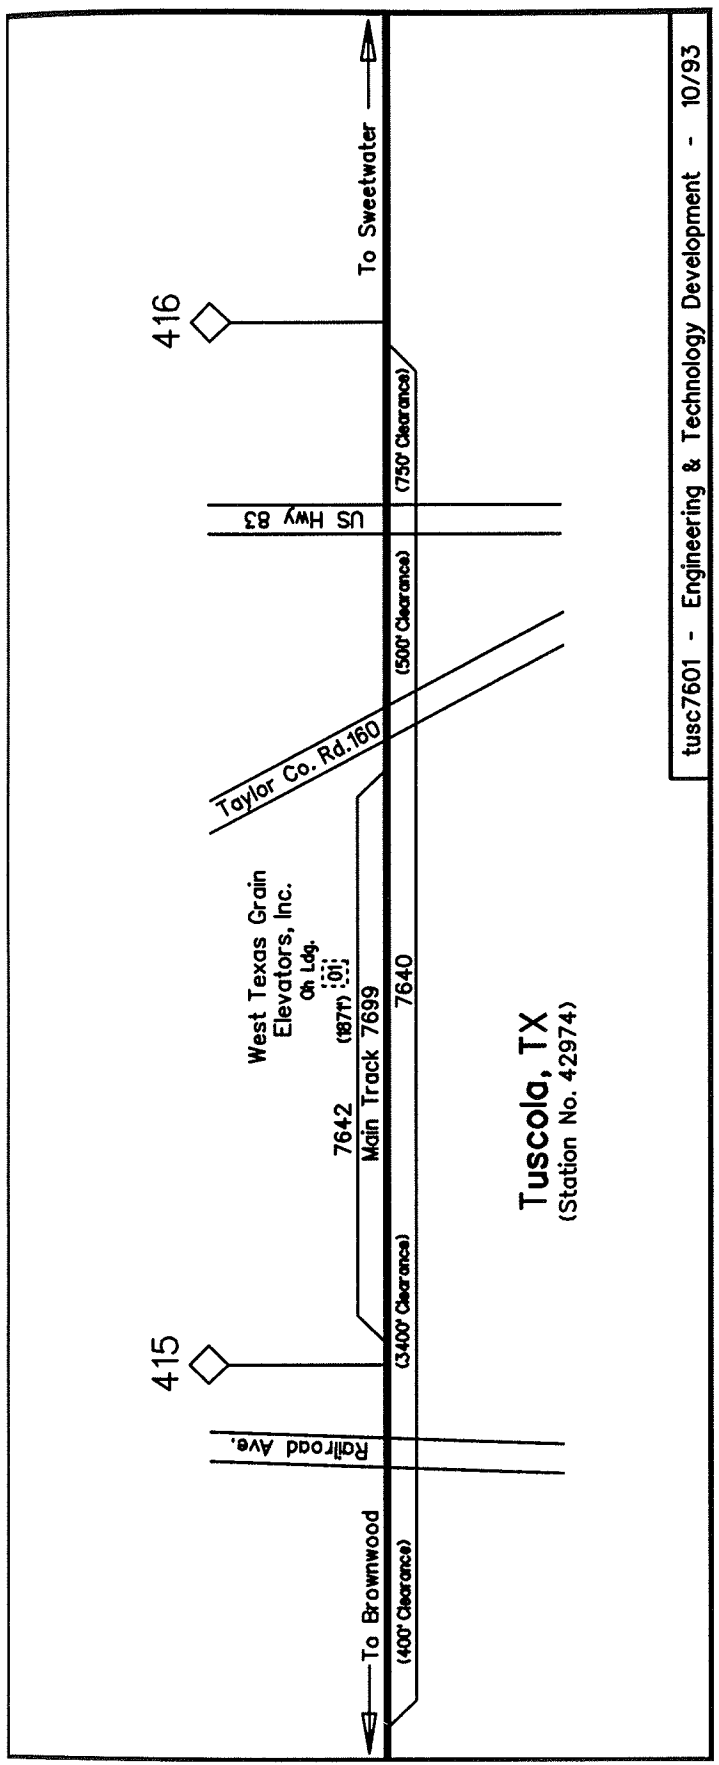 415
416
Railroad Ave.
Taylor Co. Rd.160
US Hwy 83
West Texas Grain
Elevators, Inc.
Oh Ldg.
01
(1871')
7642
To Brownwood
Main Track 7699
To Sweetwater
(400' Clearance)
(3400' Clearance)
7640
(500' Clearance)
(750' Clearance)
Tuscola, TX
(Station No. 42974)
tusc7601 - Engineering & Technology Development - 10/93